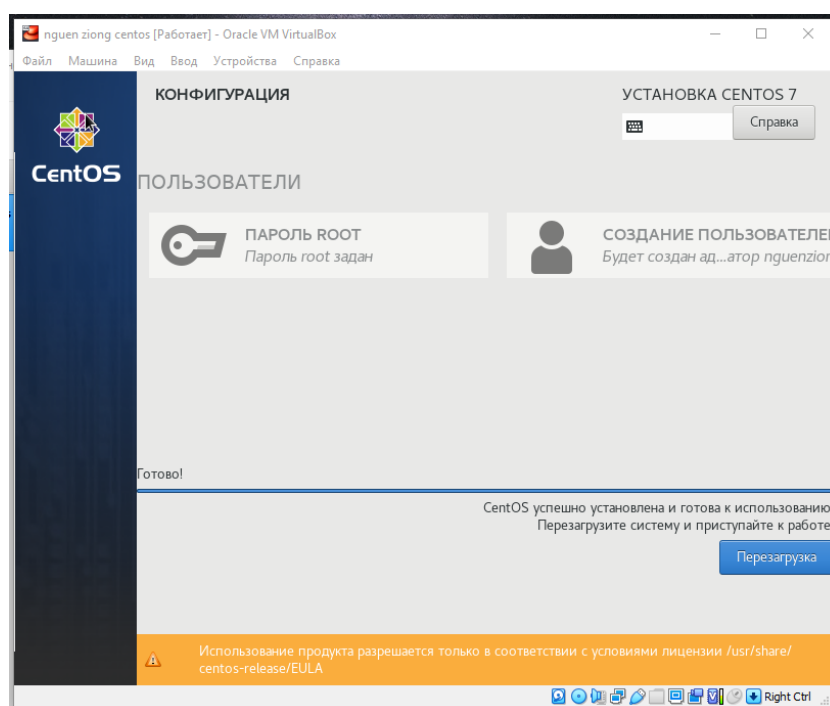 nguen ziong centos [Работает] - Oracle VM VirtualBox
Файл Машина Вид Ввод Устройства Справка
КОНФИГУРАЦИЯ
УСТАНОВКА CENTOS 7
Справка
CentOS
ПОЛЬЗОВАТЕЛИ
ПАРОЛЬ ROOT
Пароль root задан
СОЗДАНИЕ ПОЛЬЗОВАТЕЛЕ
Будет создан ад...атор nguenzion
Готово!
CentOS успешно установлена и готова к использованию
Перезагрузите систему и приступайте к работе
Перезагрузка
Использование продукта разрешается только в соответствии с условиями лицензии /usr/share/
centos-release/EULA
Right Ctrl